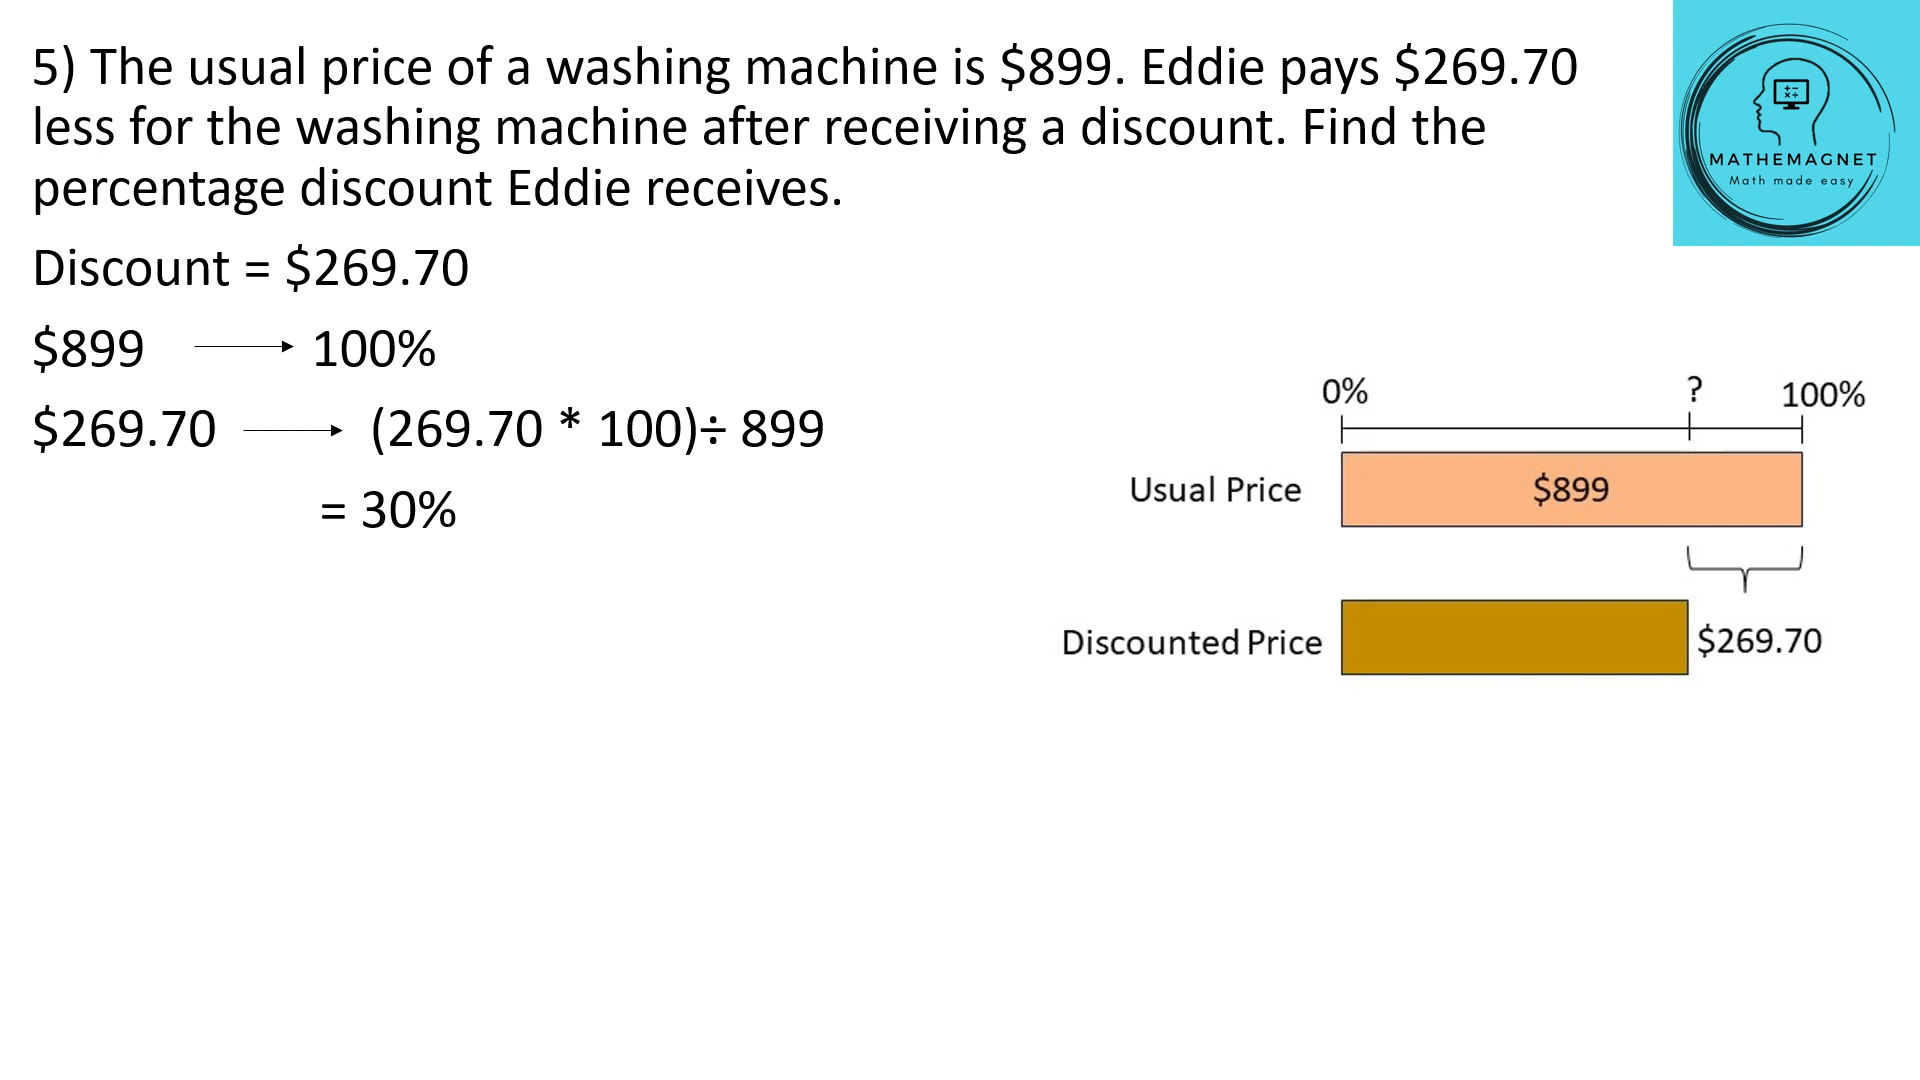 5) The usual price of a washing machine is $899. Eddie pays $269.70
less for the washing machine after receiving a discount. Find the
percentage discount Eddie receives.
MATHEMAGNET
Math made easy
Discount = $269.70
$899 → 100%
$269.70 → (269.70 * 100)÷ 899
= 30%
0% ? 100%
Usual Price $899
Discounted Price $269.70